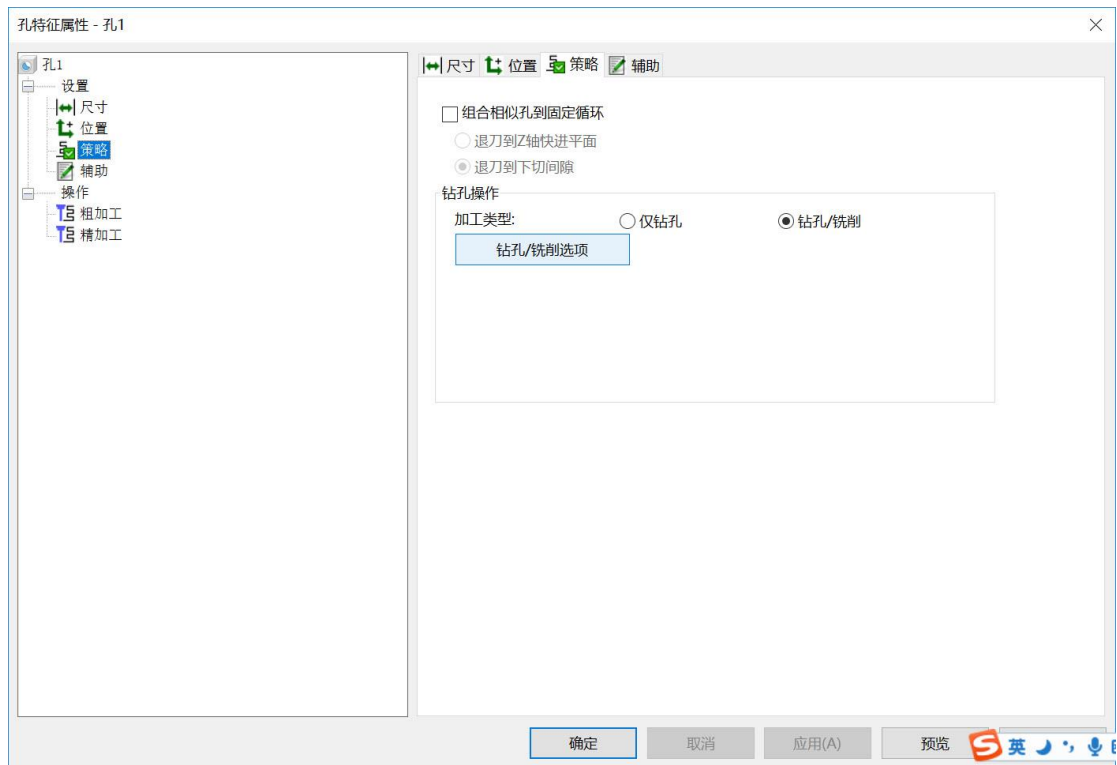 孔特征属性 - 孔1
孔1
设置
尺寸
位置
策略
辅助
操作
粗加工
精加工
尺寸 位置 策略 辅助
组合相似孔到固定循环
退刀到Z轴快进平面
退刀到下切间隙
钻孔操作
加工类型: 仅钻孔 钻孔/铣削
钻孔/铣削选项
确定 取消 应用(A) 预览
S 英